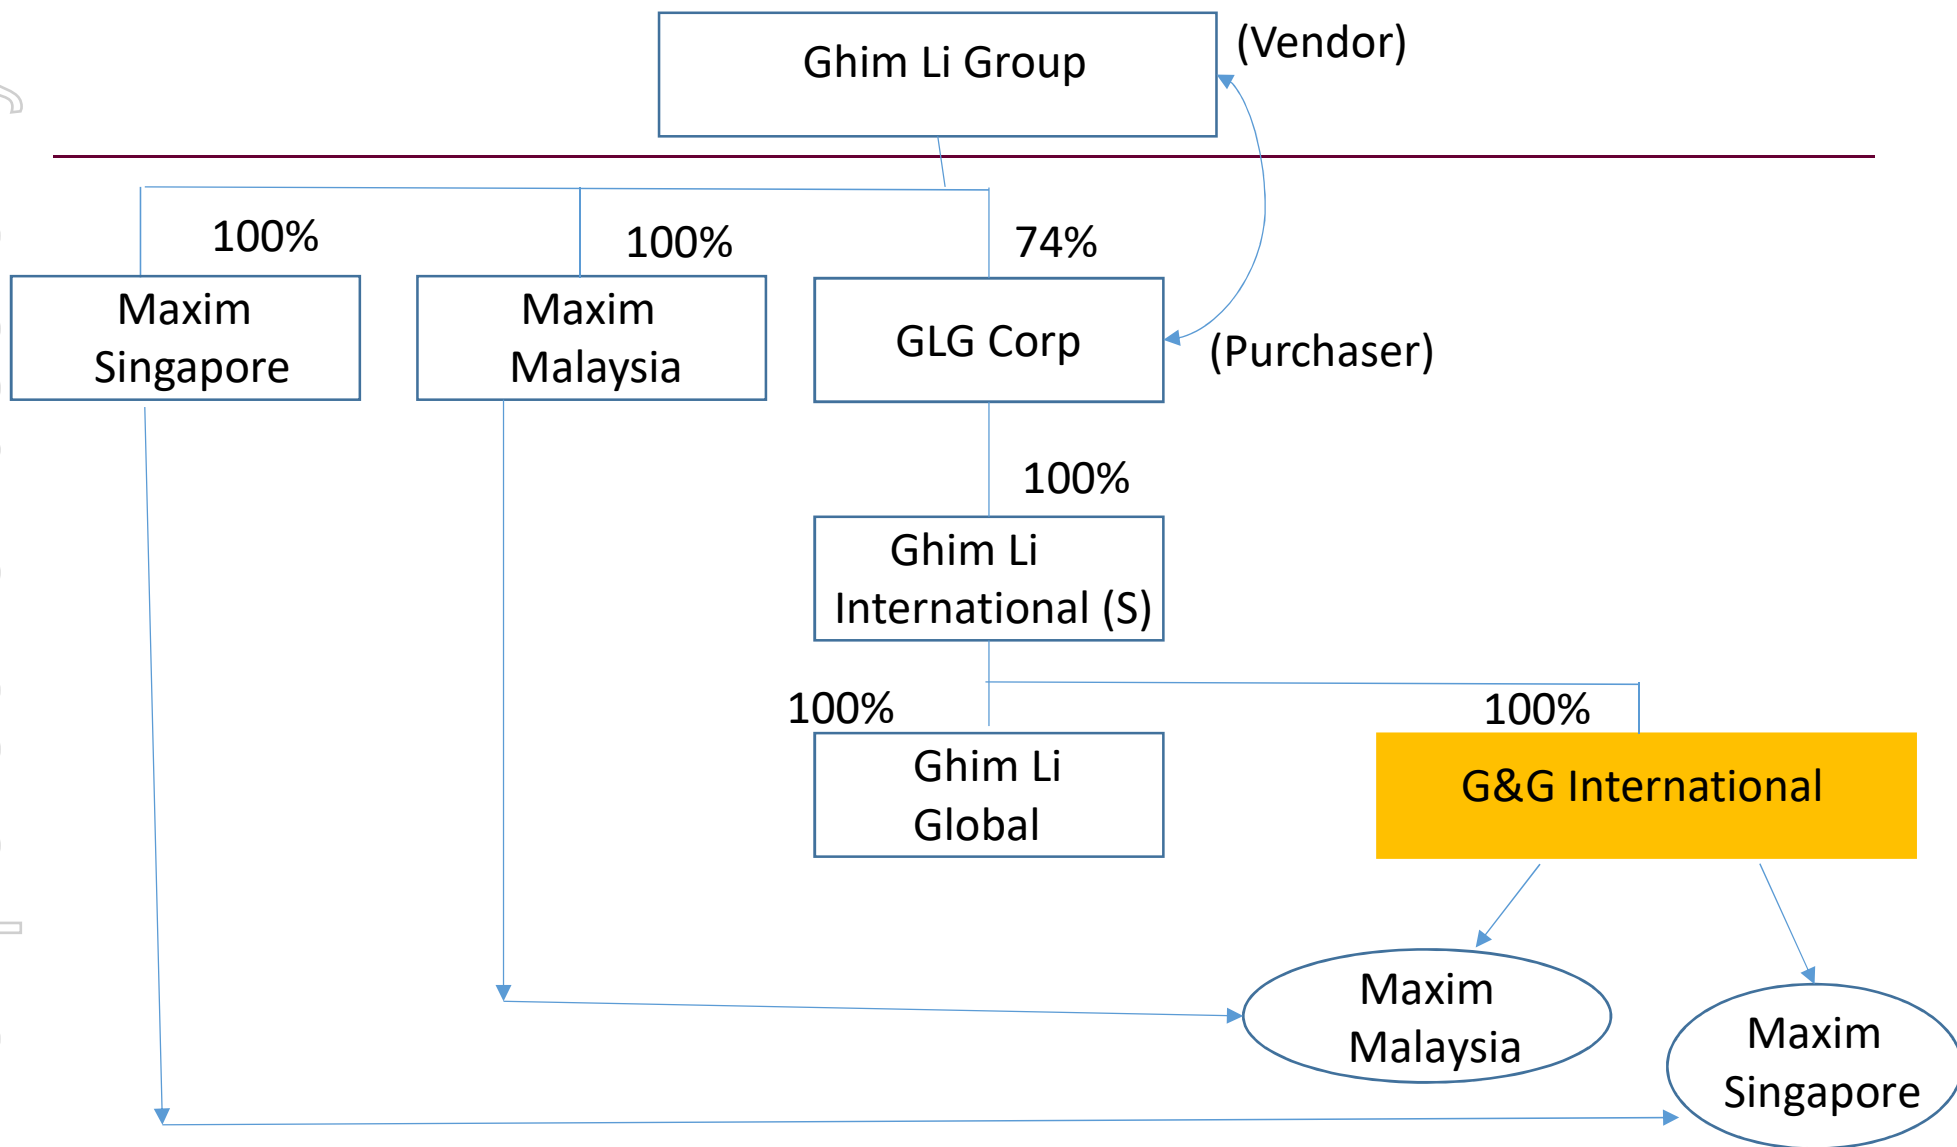 Ghim Li Group
(Vendor)
100%
100%
74%
Maxim
Singapore
Maxim
Malaysia
GLG Corp
(Purchaser)
100%
Ghim Li
International (S)
100%
100%
Ghim Li
Global
G&G International
Maxim
Malaysia
Maxim
Singapore